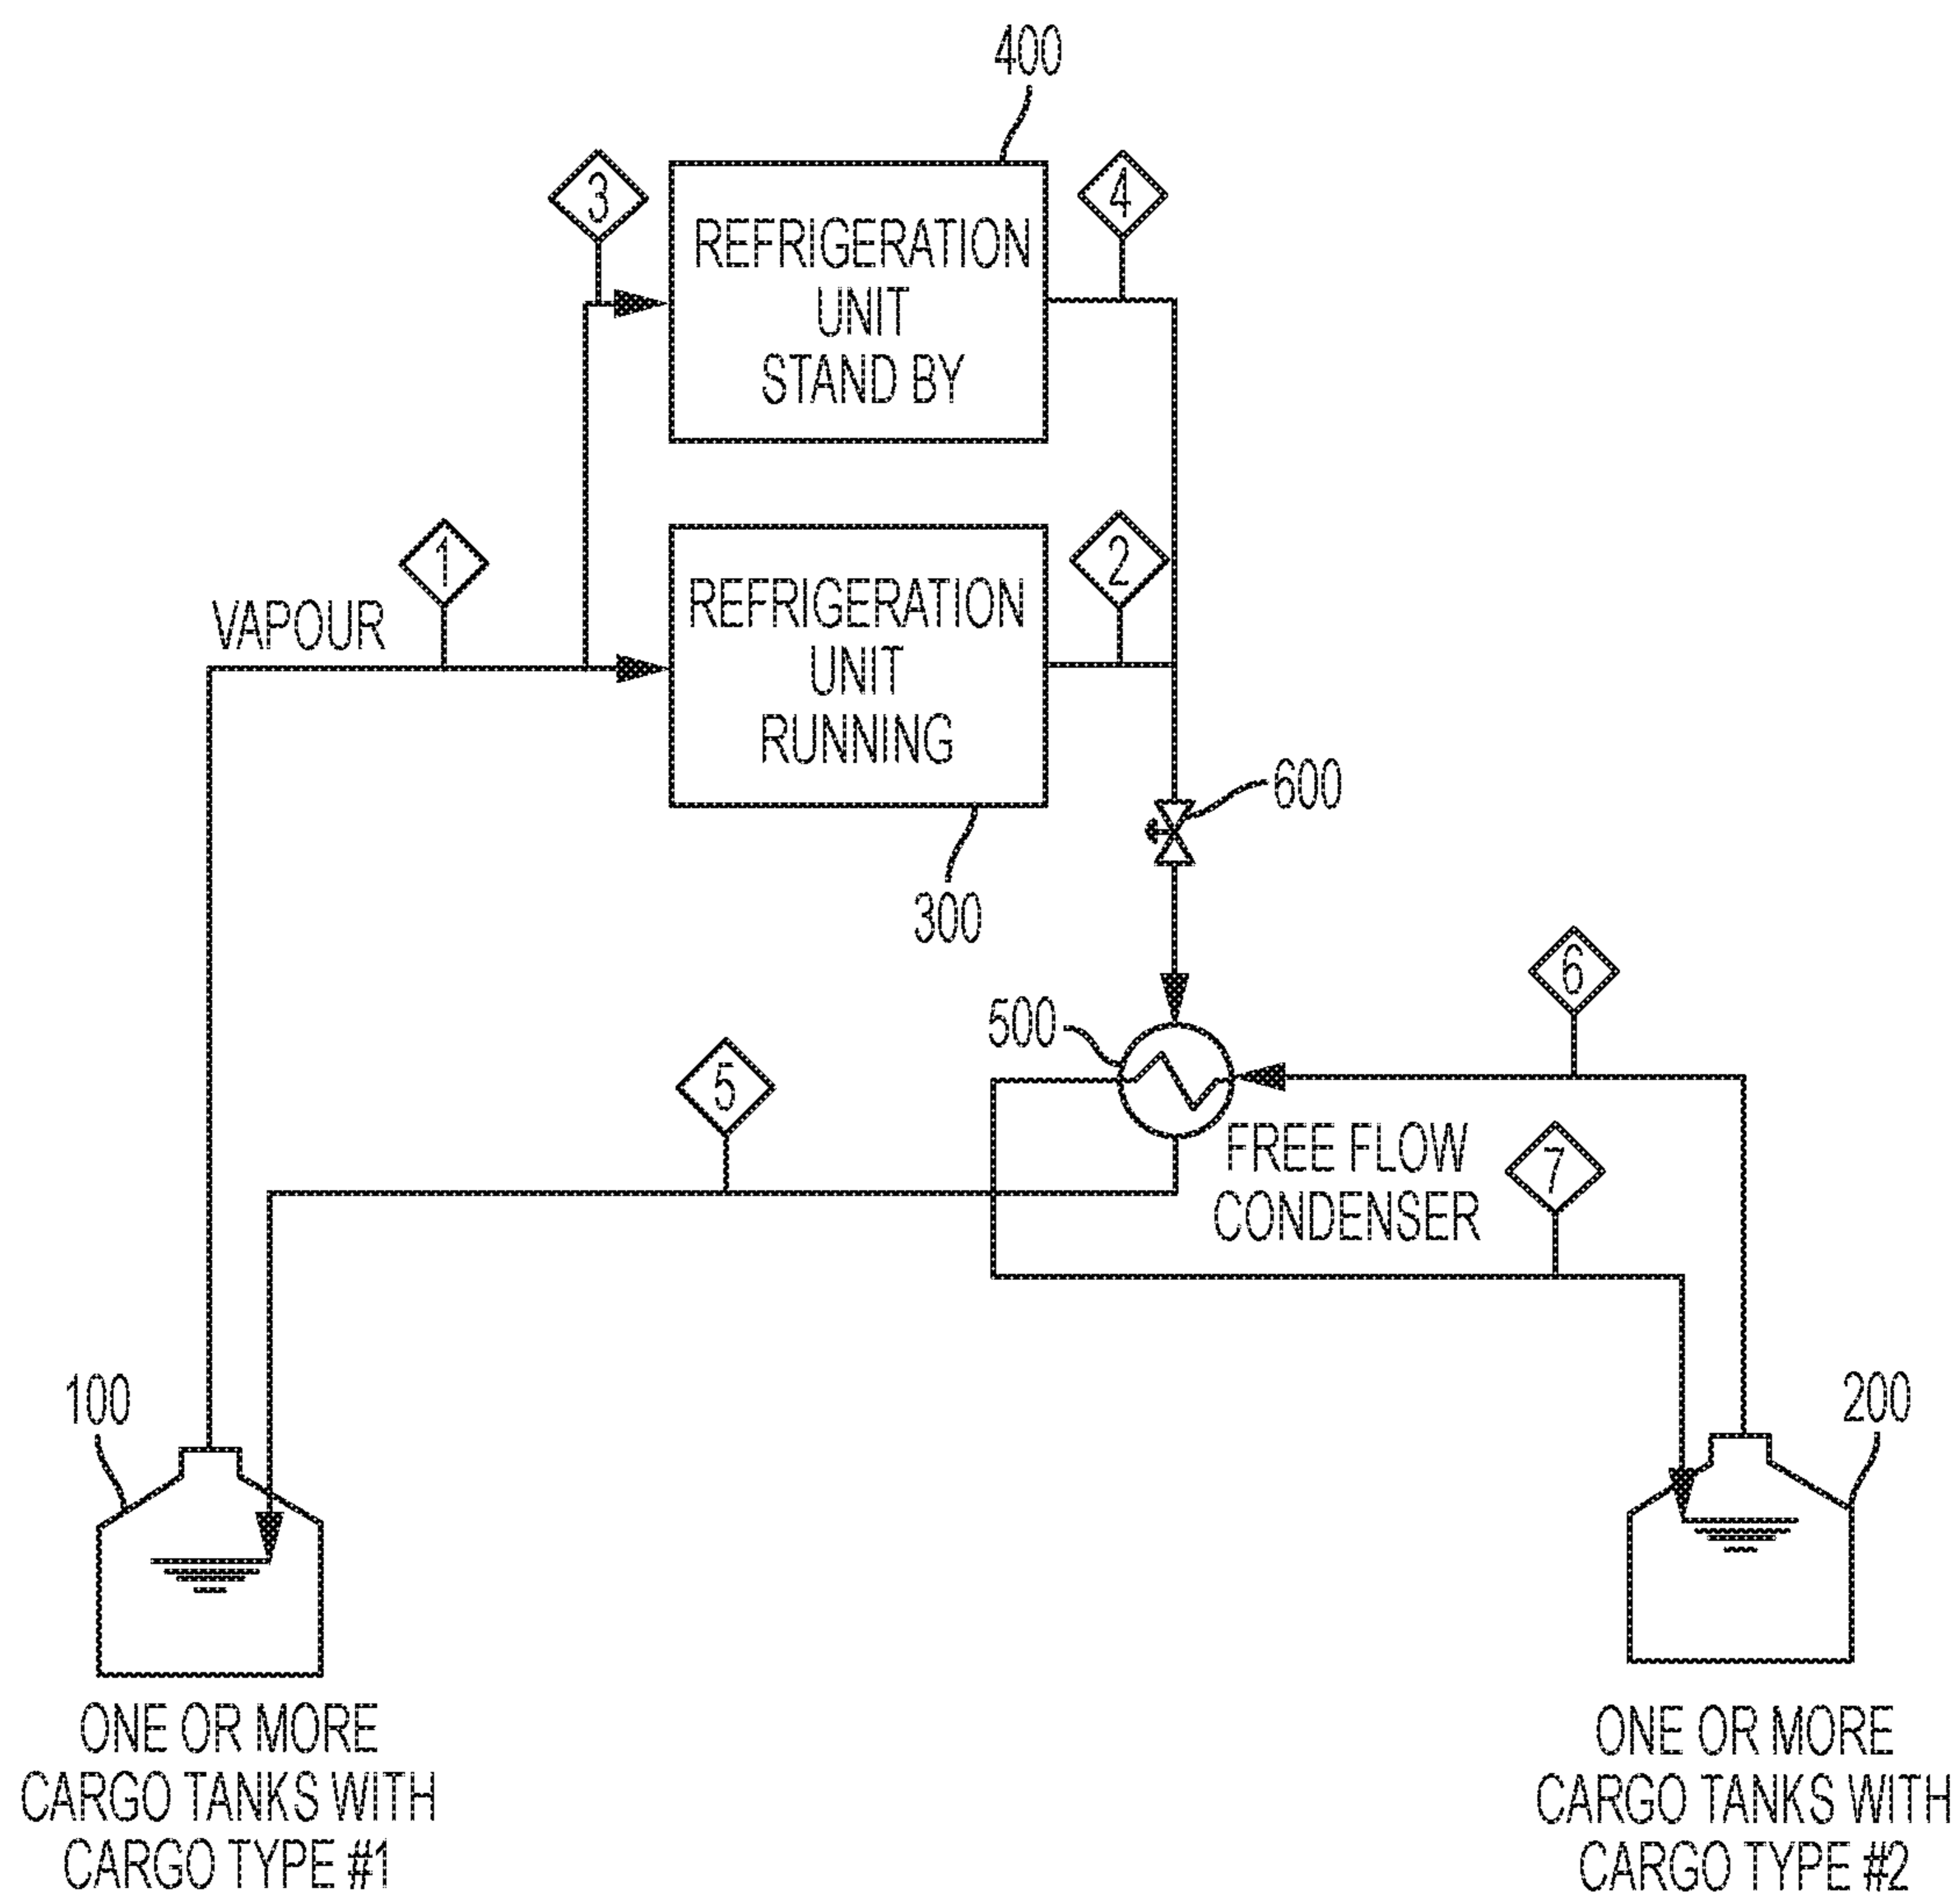 400
3
4
REFRIGERATION
UNIT
STAND BY
1
2
VAPOUR
REFRIGERATION
UNIT
RUNNING
600
300
6
500
5
FREE FLOW
CONDENSER
7
100
200
ONE OR MORE
CARGO TANKS WITH
CARGO TYPE #1
ONE OR MORE
CARGO TANKS WITH
CARGO TYPE #2